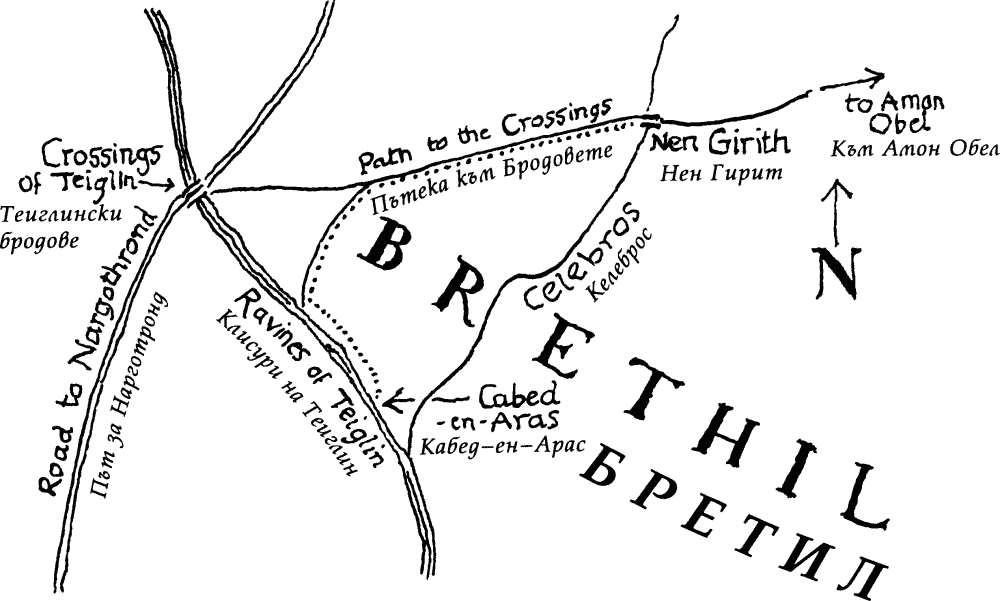 to Amon
Obel
Към Амон Обел
Path to the Crossings
Пътека към Бродовете
Nen Girith
Нен Гирит
Crossings
of Teiglin
Теиглински
бродове
N
Road to Nargothrond
Път за Нарготронд
Ravines of Teiglin
Клисури на Теиглин
Celebros
Келеброс
Cabed
-en-Aras
Кабед-ен-Арас
BRETHIL
БРЕТИЛ